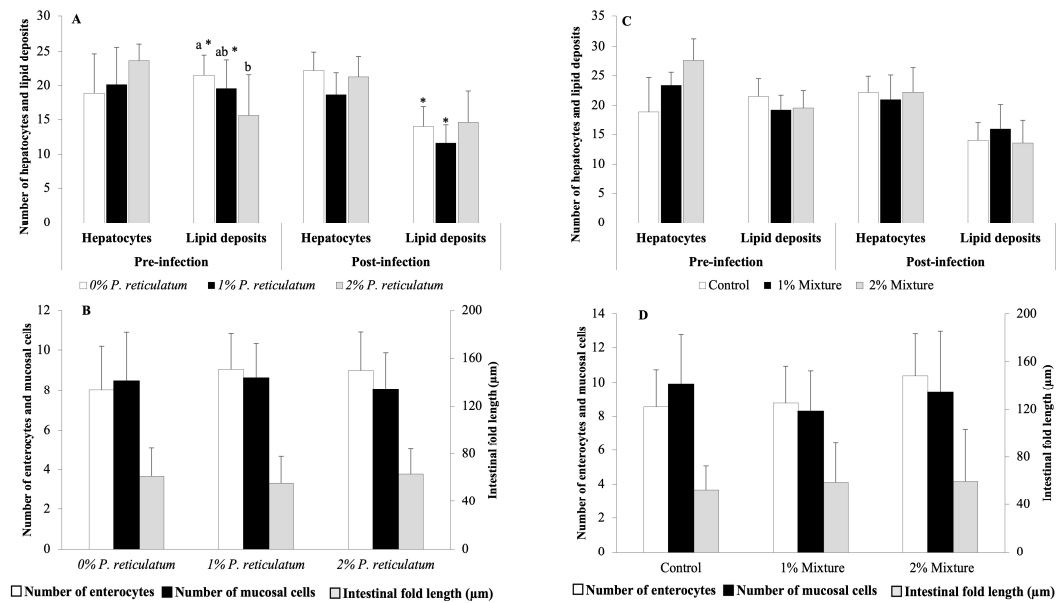 A
Number of hepatocytes and lipid deposits
30
25
20
15
10
5
0
a *
ab *
b
*
*
Hepatocytes
Lipid deposits
Hepatocytes
Lipid deposits
Pre-infection
Post-infection
0% P. reticulatum
1% P. reticulatum
2% P. reticulatum
C
Number of hepatocytes and lipid deposits
35
30
25
20
15
10
5
0
Hepatocytes
Lipid deposits
Hepatocytes
Lipid deposits
Pre-infection
Post-infection
Control
1% Mixture
2% Mixture
B
Number of enterocytes and mucosal cells
12
10
8
6
4
2
0
200
160
120
80
40
0
Intestinal fold length (µm)
0% P. reticulatum
1% P. reticulatum
2% P. reticulatum
Number of enterocytes
Number of mucosal cells
Intestinal fold length (µm)
D
Number of enterocytes and mucosal cells
14
12
10
8
6
4
2
0
200
160
120
80
40
0
Intestinal fold length (µm)
Control
1% Mixture
2% Mixture
Number of enterocytes
Number of mucosal cells
Intestinal fold length (µm)